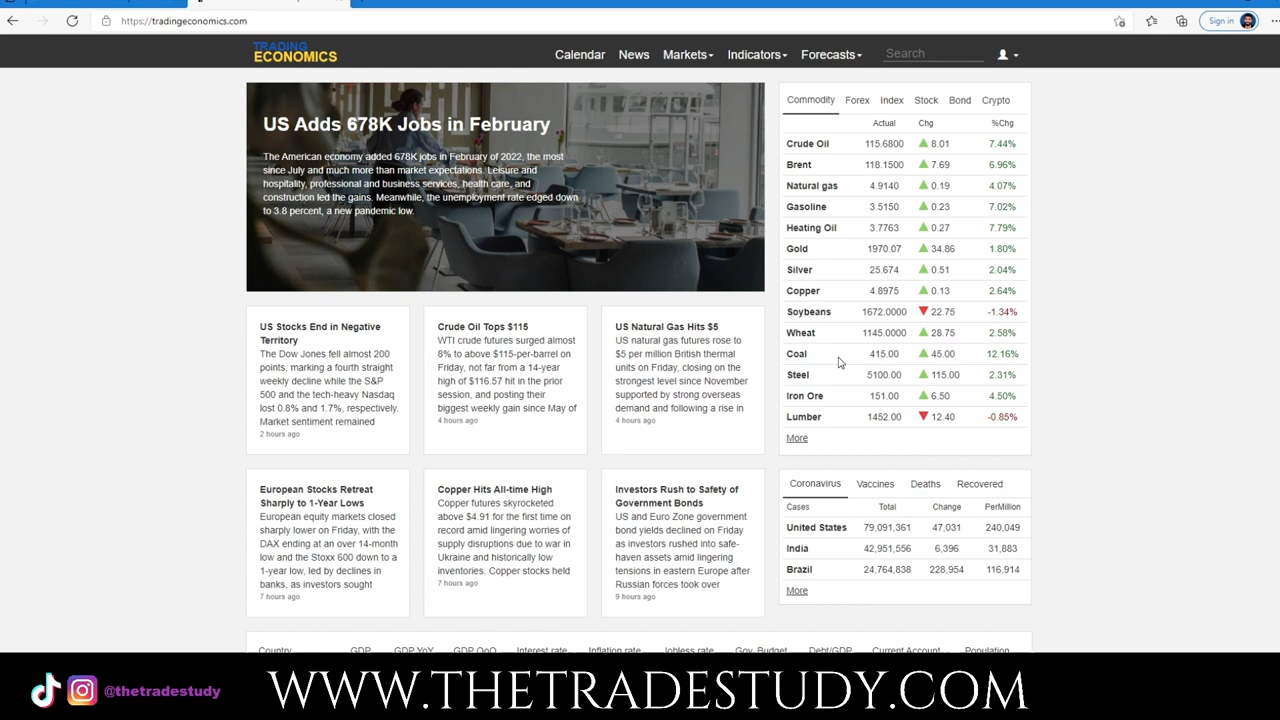 https://tradingeconomics.com
Sign in
TRADING
ECONOMICS
Calendar News Markets Indicators Forecasts Search
US Adds 678K Jobs in February
The American economy added 678K jobs in February of 2022, the most
since July and much more than market expectations. Leisure and
hospitality, professional and business services, health care, and
construction led the gains. Meanwhile, the unemployment rate edged down
to 3.8 percent, a new pandemic low.
US Stocks End in Negative
Territory
The Dow Jones fell almost 200
points, marking a fourth straight
weekly decline while the S&P
500 and the tech-heavy Nasdaq
lost 0.8% and 1.7%, respectively.
Market sentiment remained
2 hours ago
Crude Oil Tops $115
WTI crude futures surged almost
8% to above $115-per-barrel on
Friday, not far from a 14-year
high of $116.57 hit in the prior
session, and posting their
biggest weekly gain since May of
4 hours ago
US Natural Gas Hits $5
US natural gas futures rose to
$5 per million British thermal
units on Friday, closing on the
strongest level since November
supported by strong overseas
demand and following a rise in
4 hours ago
European Stocks Retreat
Sharply to 1-Year Lows
European equity markets closed
sharply lower on Friday, with the
DAX ending at an over 14-month
low and the Stoxx 600 down to a
1-year low, led by declines in
banks, as investors sought
7 hours ago
Copper Hits All-time High
Copper futures skyrocketed
above $4.91 for the first time on
record amid lingering worries of
supply disruptions due to war in
Ukraine and historically low
inventories. Copper stocks held
7 hours ago
Investors Rush to Safety of
Government Bonds
US and Euro Zone government
bond yields declined on Friday
as investors rushed into safe-
haven assets amid lingering
tensions in eastern Europe after
Russian forces took over
9 hours ago
Commodity Forex Index Stock Bond Crypto
Actual Chg %Chg
Crude Oil 115.6800 8.01 7.44%
Brent 118.1500 7.69 6.96%
Natural gas 4.9140 0.19 4.07%
Gasoline 3.5150 0.23 7.02%
Heating Oil 3.7763 0.27 7.79%
Gold 1970.07 34.86 1.80%
Silver 25.674 0.51 2.04%
Copper 4.8975 0.13 2.64%
Soybeans 1672.0000 22.75 -1.34%
Wheat 1145.0000 28.75 2.58%
Coal 415.00 45.00 12.16%
Steel 5100.00 115.00 2.31%
Iron Ore 151.00 6.50 4.50%
Lumber 1452.00 12.40 -0.85%
More
Coronavirus Vaccines Deaths Recovered
Cases Total Change PerMillion
United States 79,091,361 47,031 240,049
India 42,951,556 6,396 31,883
Brazil 24,764,838 228,954 116,914
More
Country GDP GDP YoY GDP QoQ Interest rate Inflation rate Jobless rate Gov. Budget Debt/GDP Current Account Population
@thetradestudy
WWW.THETRADESTUDY.COM